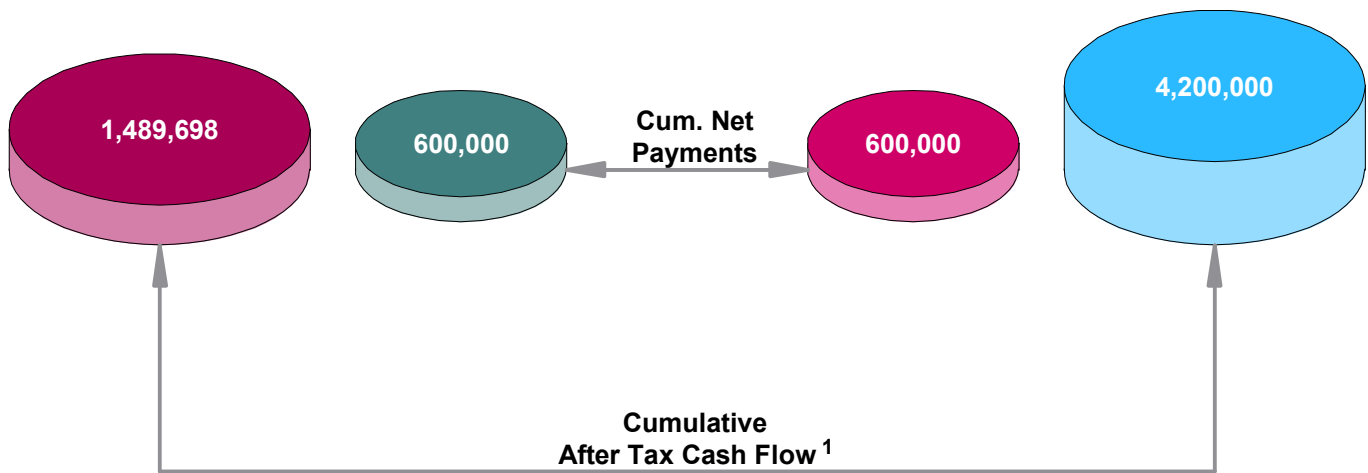 1,489,698
600,000
Cum. Net
Payments
600,000
4,200,000
Cumulative
After Tax Cash Flow 1